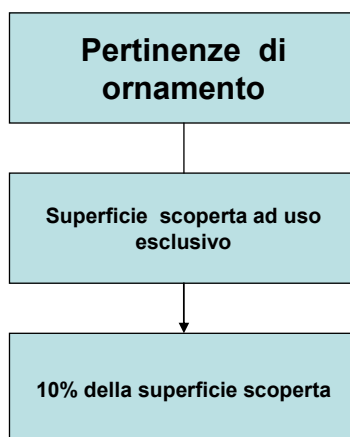 Pertinenze di
ornamento
Superficie scoperta ad uso
esclusivo
10% della superficie scoperta